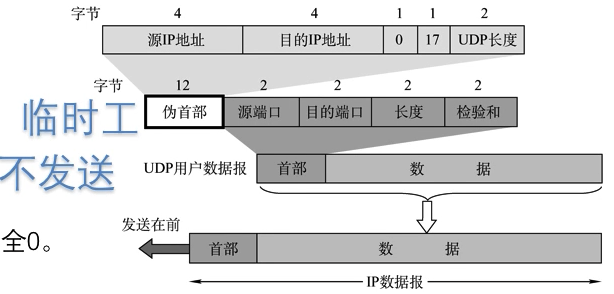 字节 4 4 1 1 2
源IP地址 目的IP地址 0 17 UDP长度
字节 12 2 2 2 2
伪首部 源端口 目的端口 长度 检验和
临时工
不发送
UDP用户数据报 首部 数 据
发送在前
全0。
首部 数 据
IP数据报